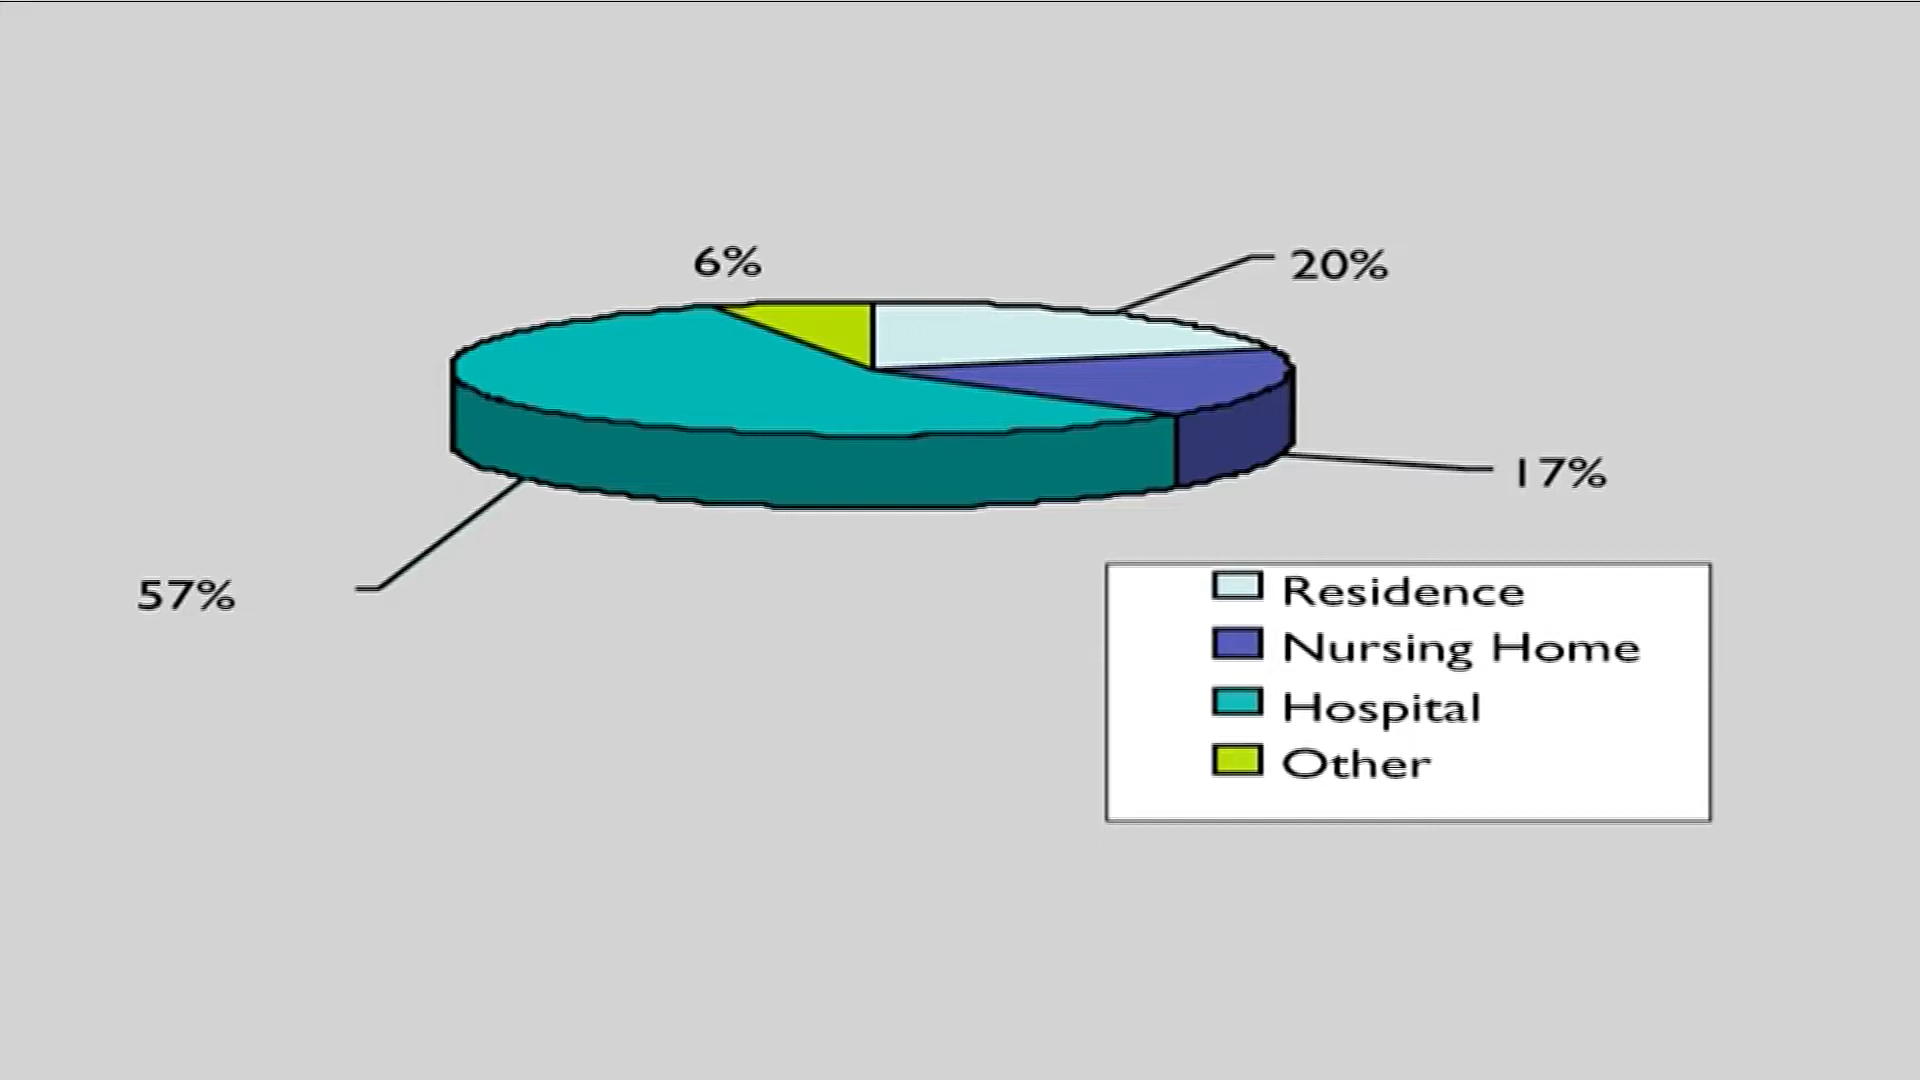 6%
20%
17%
57%
Residence
Nursing Home
Hospital
Other